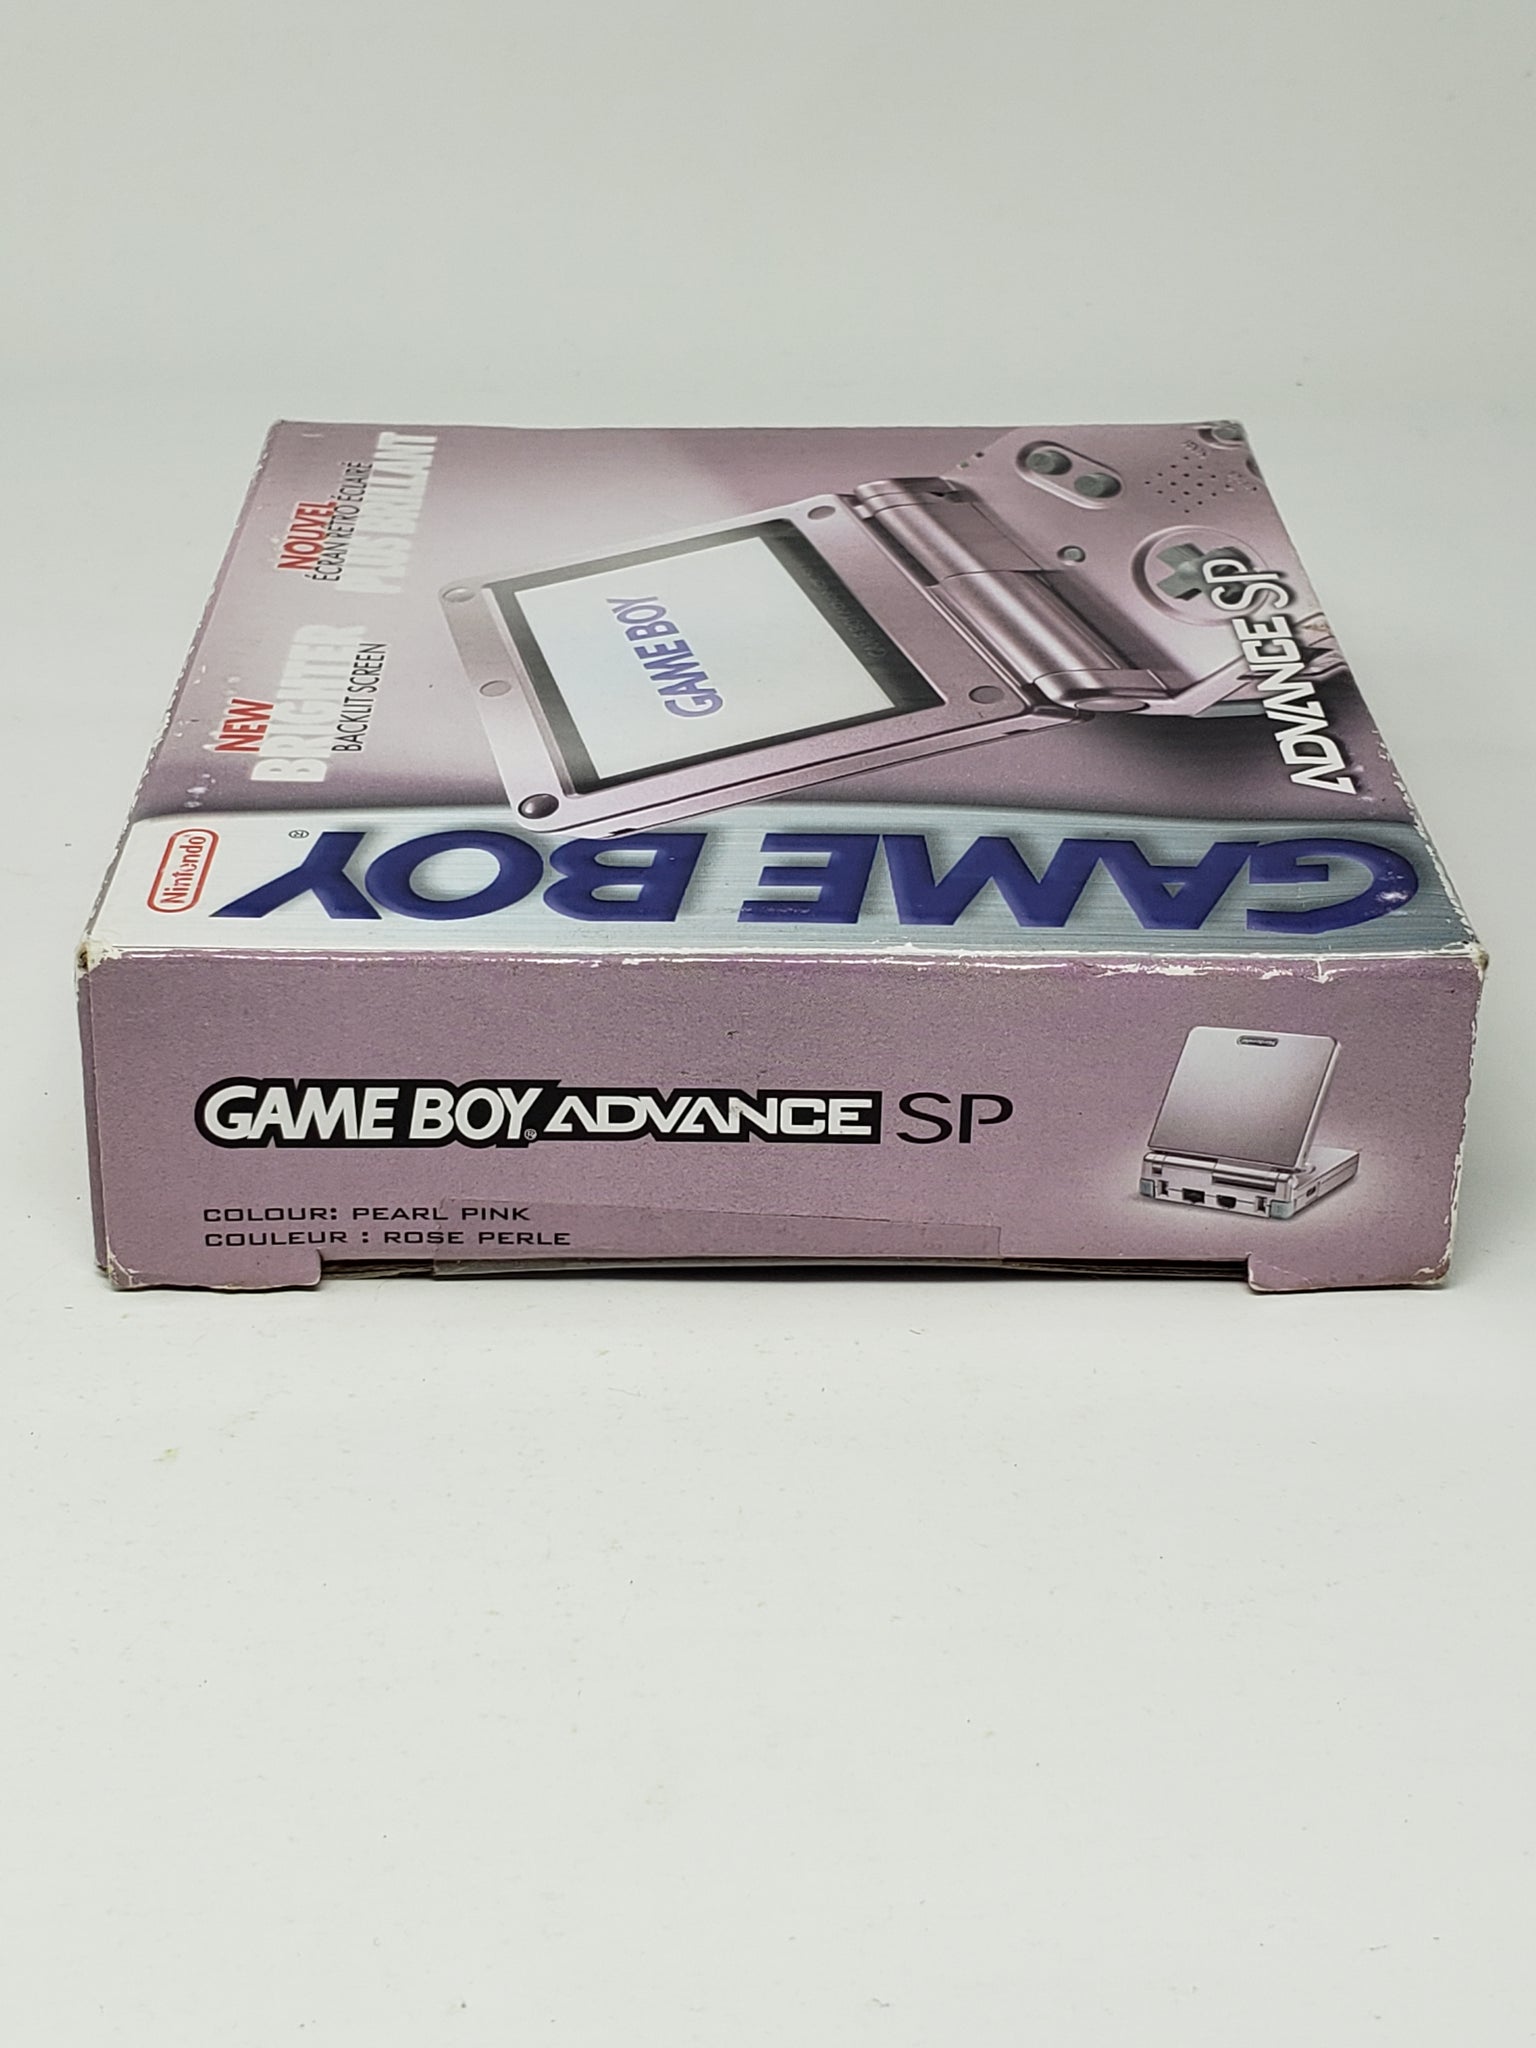 NEW
BRIGHTER
BACKLIT SCREEN
NOUVEL
ÉCRAN RÉTRO ÉCLAIRÉ
PLUS BRILLANT
GAME BOY
ADVANCE SP
Nintendo
GAME BOY®
GAME BOY® ADVANCE SP
COLOUR: PEARL PINK
COULEUR : ROSE PERLE